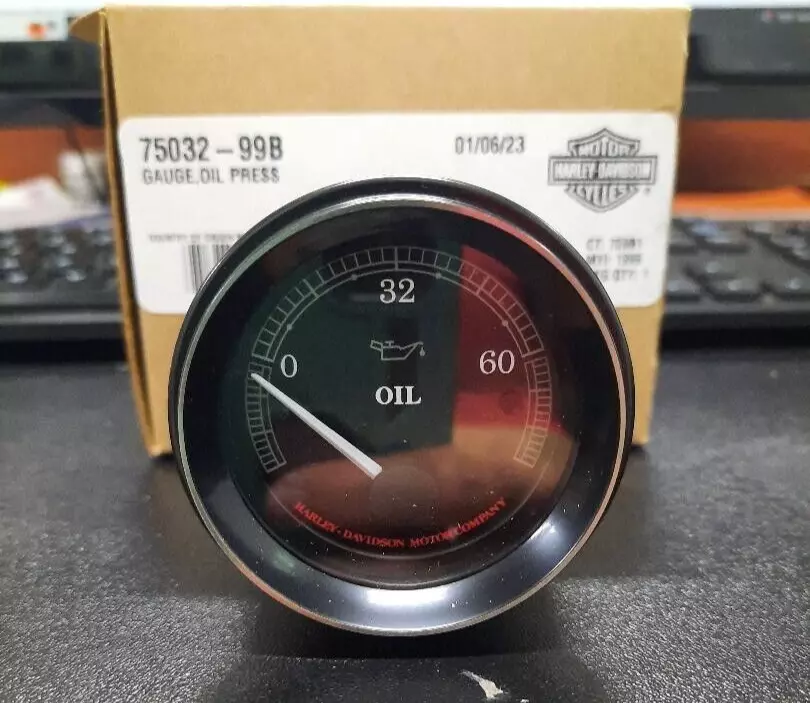 75032-99B
01/06/23
GAUGE,OIL PRESS
MOTOR
HARLEY-DAVIDSON
CYCLES
32
0
60
OIL
HARLEY-DAVIDSON MOTOR COMPANY